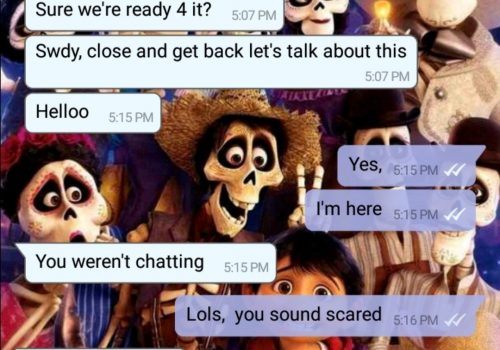 Sure we're ready 4 it? 5:07 PM
Swdy, close and get back let's talk about this
5:07 PM
Helloo 5:15 PM
Yes, 5:15 PM
I'm here 5:15 PM
You weren't chatting 5:15 PM
Lols, you sound scared 5:16 PM